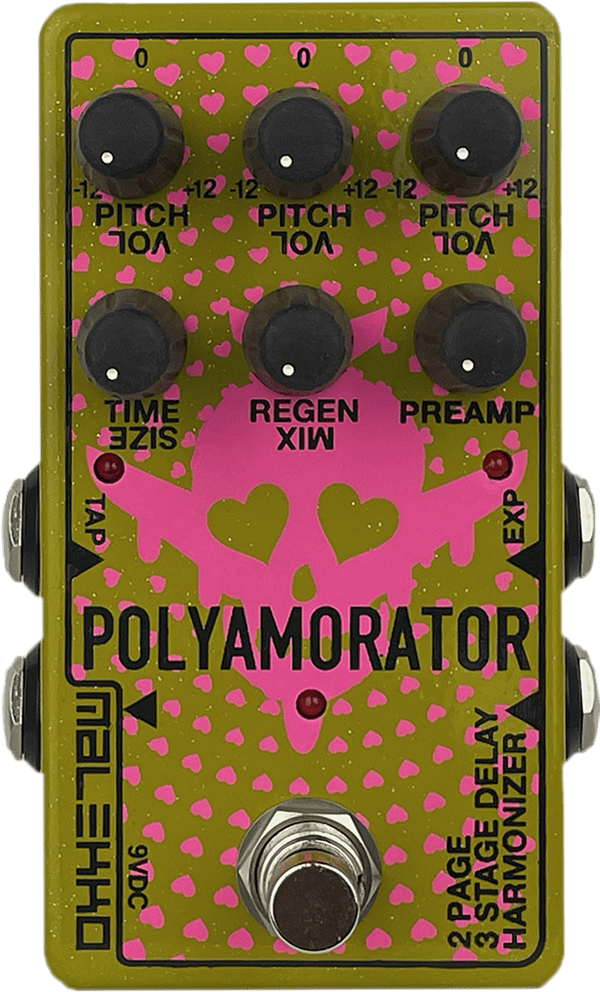 0 0 0
-12 +12 -12 +12 -12 +12
PITCH PITCH PITCH
VOL VOL VOL
TIME REGEN PREAMP
SIZE MIX
TAP EXP
POLYAMORATOR
MALEKKO
9VDC
2 PAGE
3 STAGE DELAY
HARMONIZER